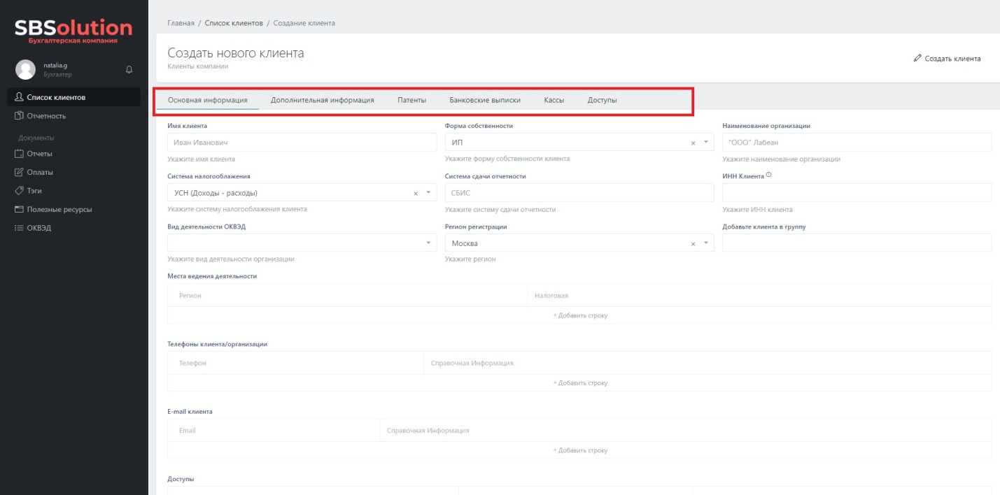 SBSolution
Бухгалтерская компания
natalia.g
Бухгалтер
Список клиентов
Отчетность
Документы
Отчеты
Оплаты
Тэги
Полезные ресурсы
ОКВЭД
Главная / Список клиентов / Создание клиента
Создать нового клиента
Клиенты компании
Создать клиента
Основная информация Дополнительная информация Патенты Банковские выписки Кассы Доступы
Имя клиента Форма собственности Наименование организации
Иван Иванович ИП × "ООО" Лабеан
Укажите имя клиента Укажите форму собственности клиента Укажите наименование организации
Система налогообложения Система сдачи отчетности ИНН Клиента
УСН (Доходы - расходы) × СБИС
Укажите систему налогообложения клиента Укажите систему сдачи отчетности Укажите ИНН клиента
Вид деятельности ОКВЭД Регион регистрации Добавьте клиента в группу
Москва ×
Укажите вид деятельности организации Укажите регион
Места ведения деятельности
Регион Налоговая
+ Добавить строку
Телефоны клиента/организации
Телефон Справочная Информация
+ Добавить строку
E-mail клиента
Email Справочная Информация
+ Добавить строку
Доступы